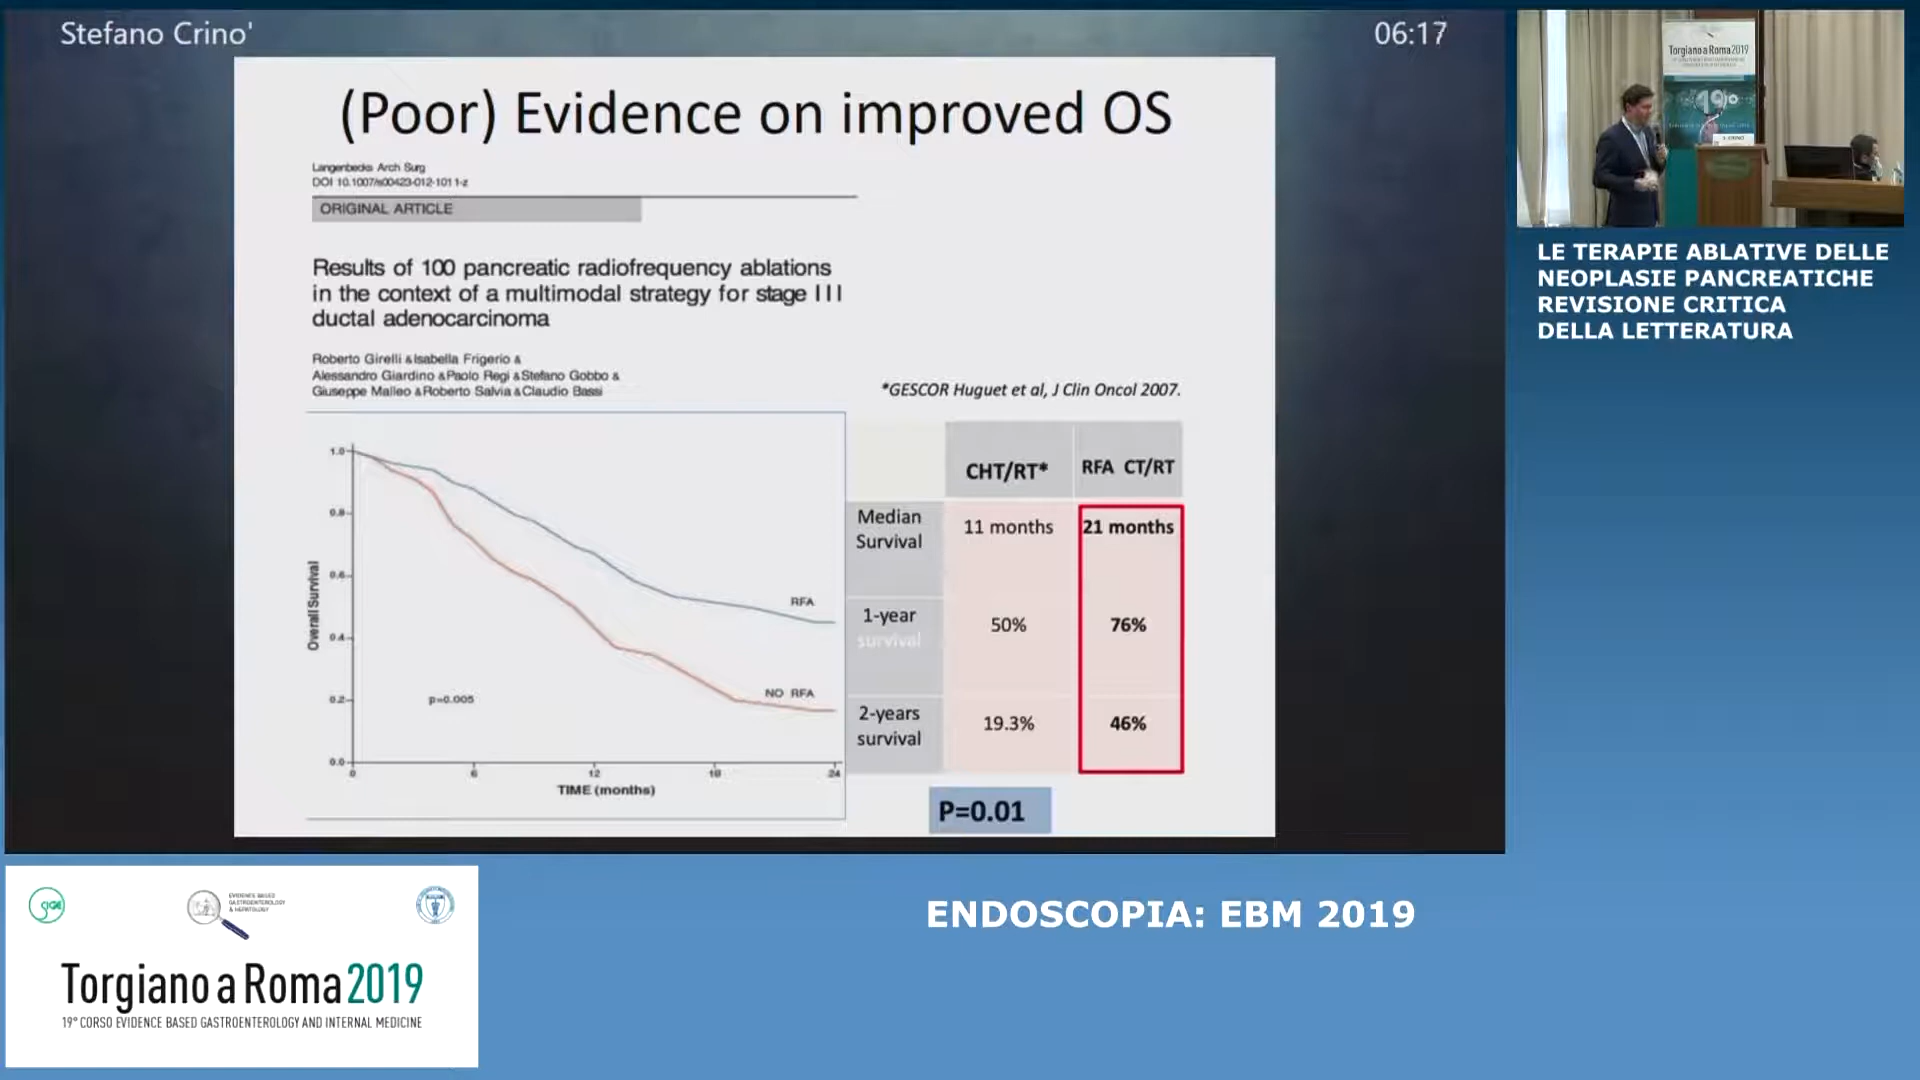 Stefano Crino'
06:17
(Poor) Evidence on improved OS
Langenbecks Arch Surg
DOI 10.1007/s00423-012-1011-z
ORIGINAL ARTICLE
Results of 100 pancreatic radiofrequency ablations
in the context of a multimodal strategy for stage III
ductal adenocarcinoma
Roberto Girelli & Isabella Frigerio &
Alessandro Giardino & Paolo Regi & Stefano Gobbo &
Giuseppe Malleo & Roberto Salvia & Claudio Bassi
*GESCOR Huguet et al, J Clin Oncol 2007.
Overall Survival
1.0
0.8
0.6
0.4
0.2
0.0
RFA
NO RFA
p=0.005
0 6 12 18 24
TIME (months)
CHT/RT* RFA CT/RT
Median
Survival
11 months 21 months
1-year
survival
50% 76%
2-years
survival
19.3% 46%
P=0.01
Torgiano a Roma 2019
LE TERAPIE ABLATIVE DELLE
NEOPLASIE PANCREATICHE
REVISIONE CRITICA
DELLA LETTERATURA
EVIDENCE BASED
GASTROENTEROLOGY
& HEPATOLOGY
Torgiano a Roma 2019
19° CORSO EVIDENCE BASED GASTROENTEROLOGY AND INTERNAL MEDICINE
ENDOSCOPIA: EBM 2019